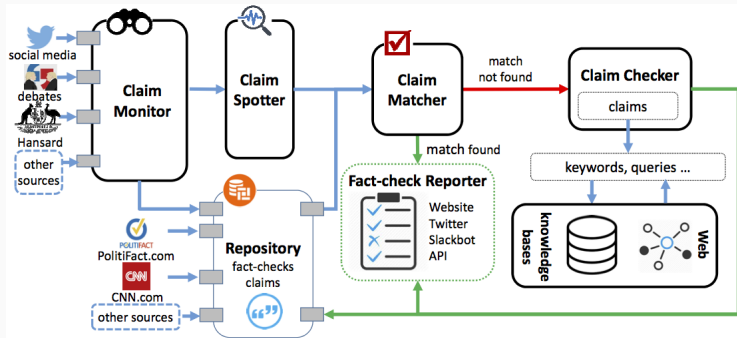 social media
debates
Hansard
other
sources
Claim
Monitor
Claim
Spotter
Claim
Matcher
match
not found
Claim Checker
claims
match found
keywords, queries ...
Fact-check Reporter
Website
Twitter
Slackbot
API
knowledge
bases
Web
POLITIFACT
PolitiFact.com
CNN
CNN.com
other sources
Repository
fact-checks
claims